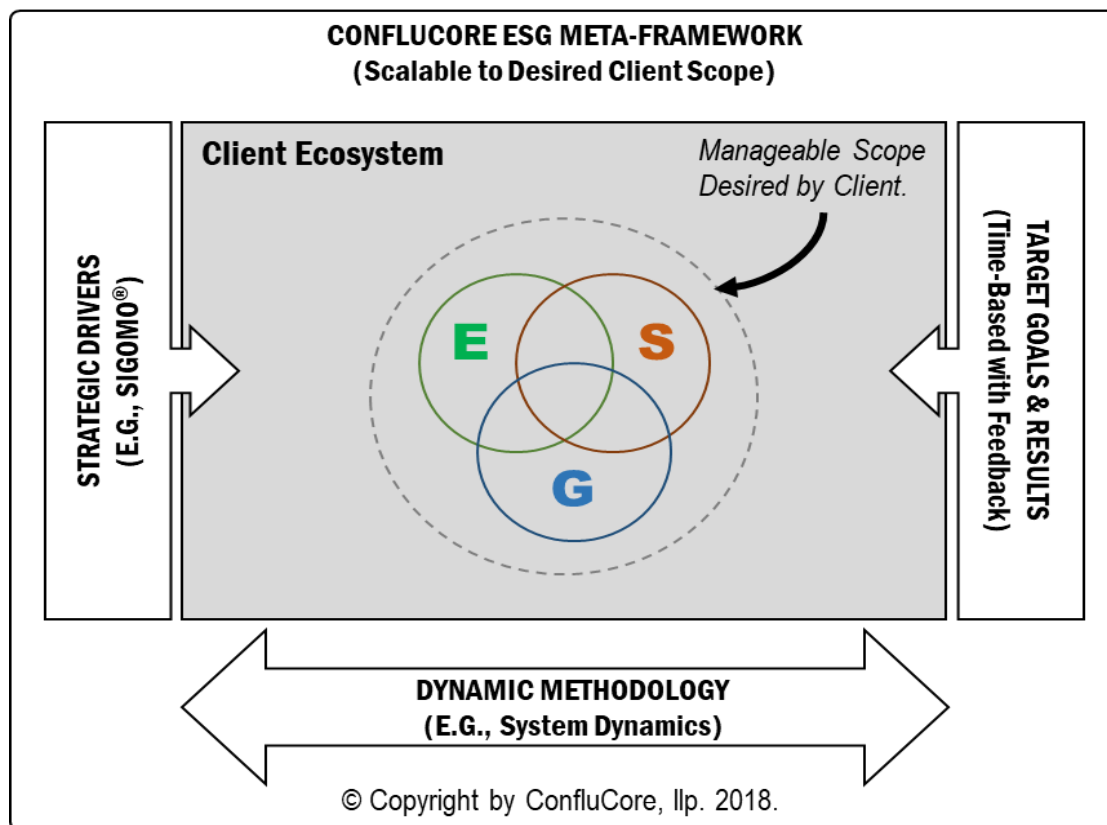 CONFLUCORE ESG META-FRAMEWORK
(Scalable to Desired Client Scope)
Client Ecosystem
Manageable Scope
Desired by Client.
STRATEGIC DRIVERS
(E.G., SIGOMO®)
E
S
G
TARGET GOALS & RESULTS
(Time-Based with Feedback)
DYNAMIC METHODOLOGY
(E.G., System Dynamics)
© Copyright by ConfluCore, llp. 2018.